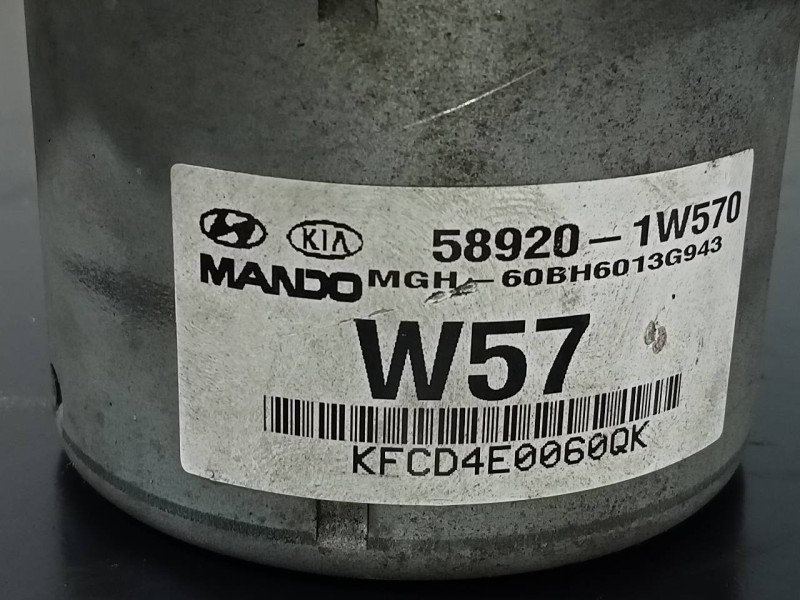 KIA 58920-1W570
MANDO MGH-60BH6013G943
W57
KFCD4E0060QK